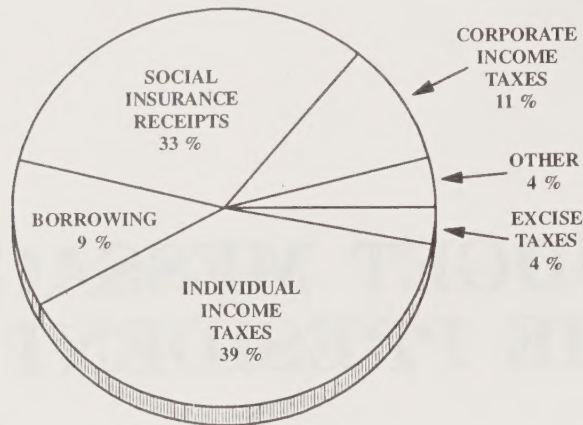 SOCIAL
INSURANCE
RECEIPTS
33 %
CORPORATE
INCOME
TAXES
11 %
OTHER
4 %
BORROWING
9 %
EXCISE
TAXES
4 %
INDIVIDUAL
INCOME
TAXES
39 %